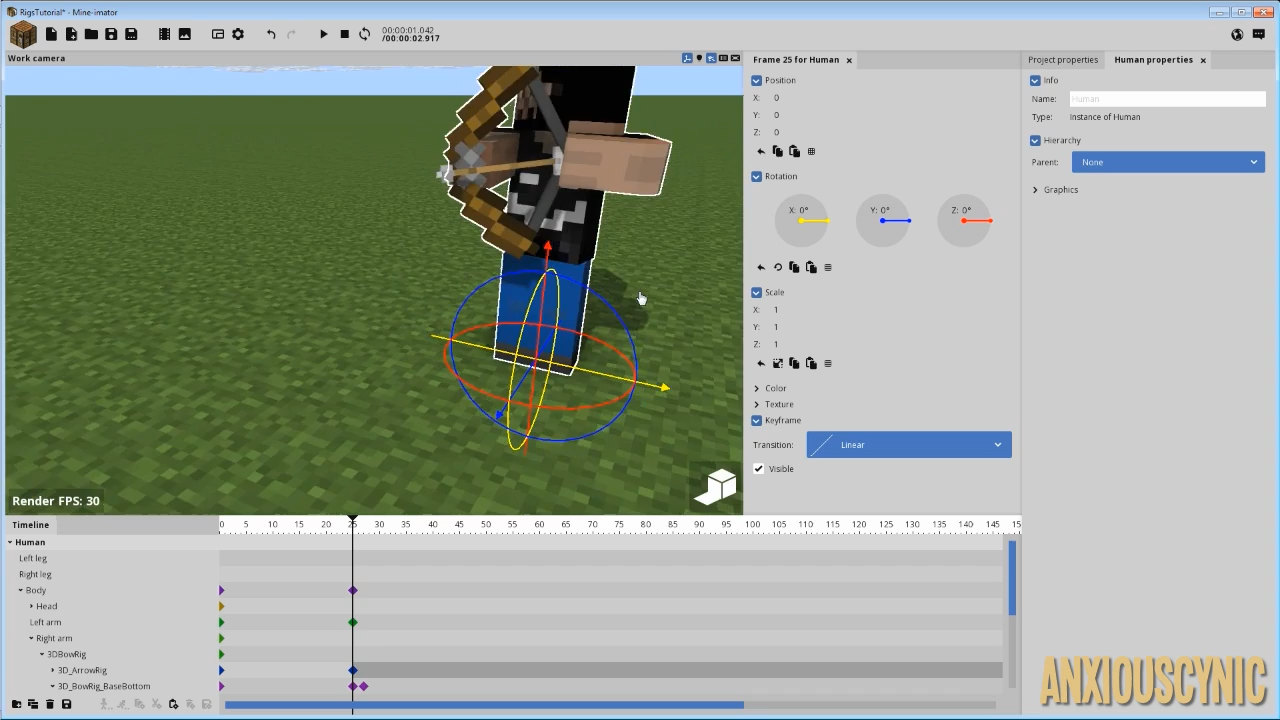 RigsTutorial* - Mine-imator
00:00:01.042
/00:00:02.917
Work camera
Render FPS: 30
Frame 25 for Human
Position
X: 0
Y: 0
Z: 0
Rotation
X: 0° Y: 0° Z: 0°
Scale
X: 1
Y: 1
Z: 1
Color
Texture
Keyframe
Transition: Linear
Visible
Project properties Human properties
Info
Name: Human
Type: Instance of Human
Hierarchy
Parent: None
Graphics
Timeline
0 5 10 15 20 25 30 35 40 45 50 55 60 65 70 75 80 85 90 95 100 105 110 115 120 125 130 135 140 145 15
Human
Left leg
Right leg
Body
Head
Left arm
Right arm
3DBowRig
3D_ArrowRig
3D_BowRig_BaseBottom
ANXIOUSCYNIC